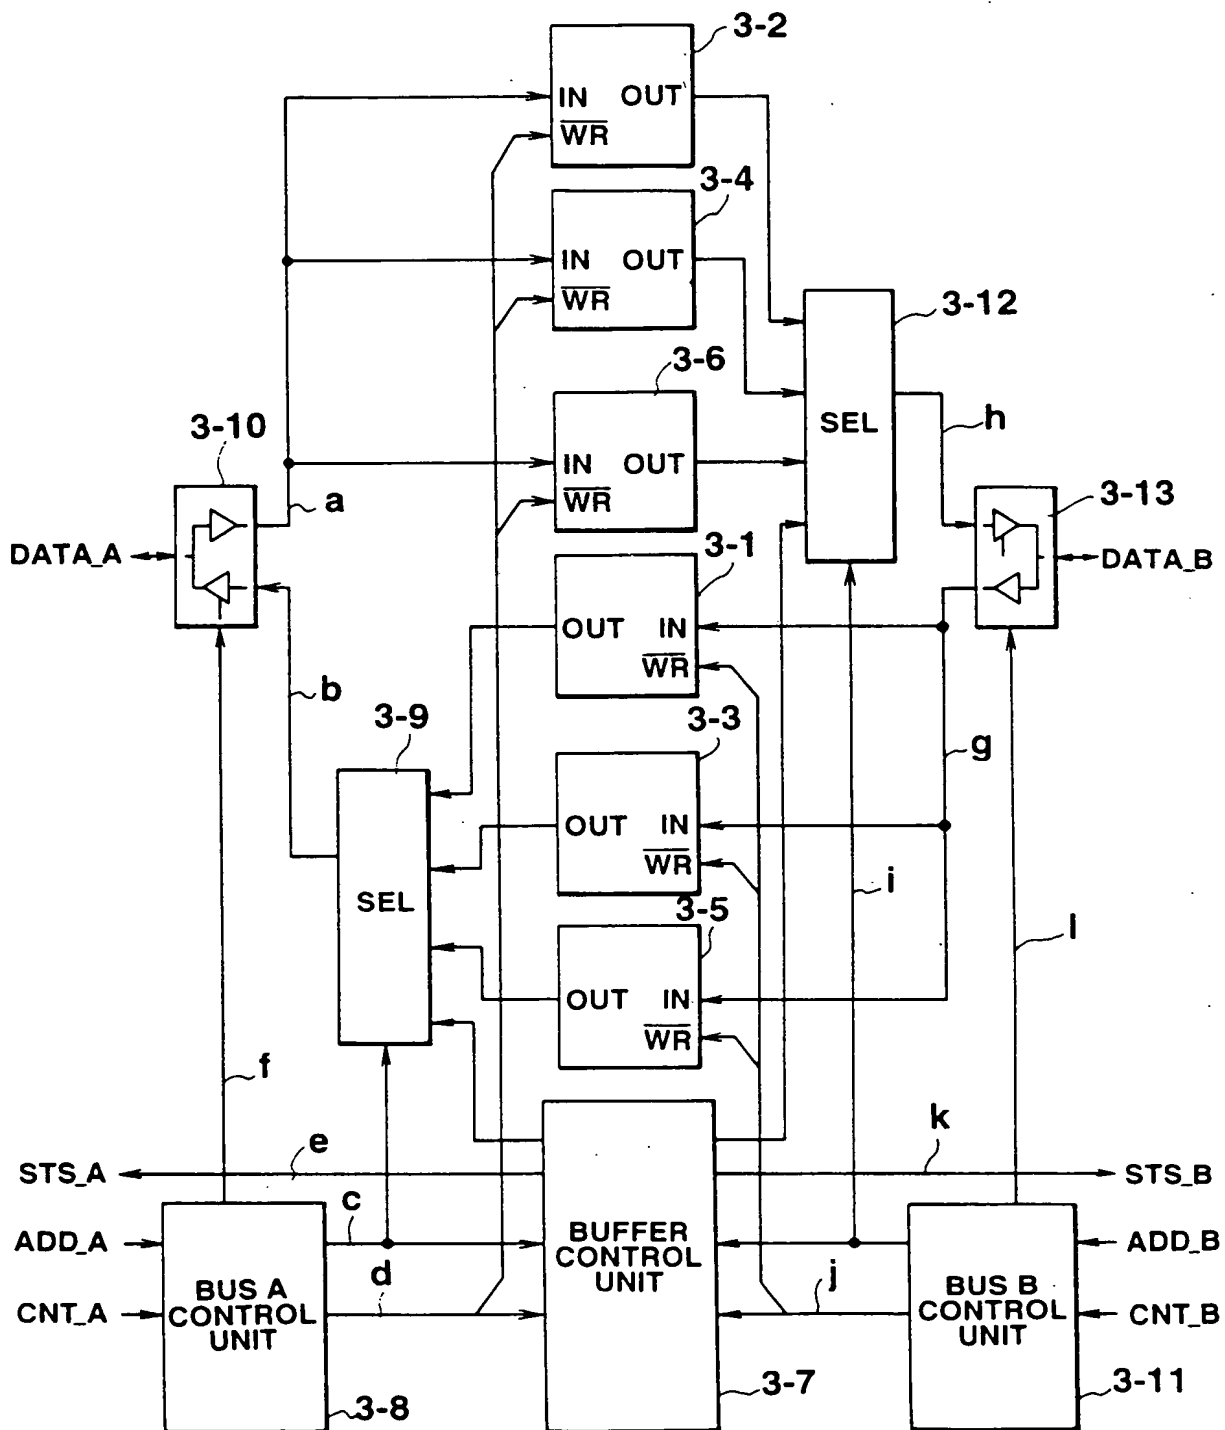 3-2
IN OUT
WR
3-4
IN OUT
WR
3-12
3-6
SEL
h
3-10
IN OUT
WR
a
3-13
DATA_A
3-1
DATA_B
OUT IN
WR
b
3-9
3-3
g
OUT IN
WR
SEL
i
3-5
l
OUT IN
WR
f
e
k
STS_A
STS_B
c
ADD_A
BUFFER
CONTROL
UNIT
ADD_B
d
j
BUS A
CONTROL
UNIT
BUS B
CONTROL
UNIT
CNT_A
CNT_B
3-8
3-7
3-11